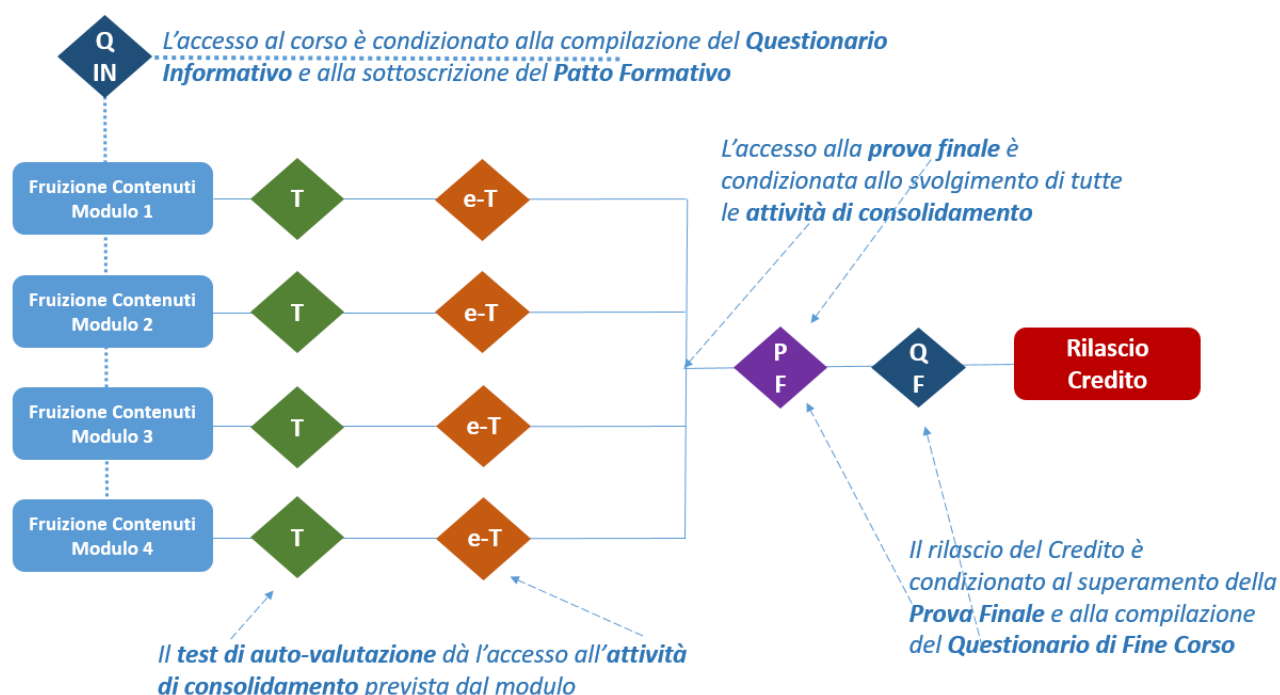 Q
IN
L'accesso al corso è condizionato alla compilazione del Questionario
Informativo e alla sottoscrizione del Patto Formativo
L'accesso alla prova finale è
condizionata allo svolgimento di tutte
le attività di consolidamento
Fruizione Contenuti
Modulo 1
T
e-T
Fruizione Contenuti
Modulo 2
T
e-T
Fruizione Contenuti
Modulo 3
T
e-T
Fruizione Contenuti
Modulo 4
T
e-T
P
F
Q
F
Rilascio
Credito
Il rilascio del Credito è
condizionato al superamento della
Prova Finale e alla compilazione
del Questionario di Fine Corso
Il test di auto-valutazione dà l'accesso all'attività
di consolidamento prevista dal modulo